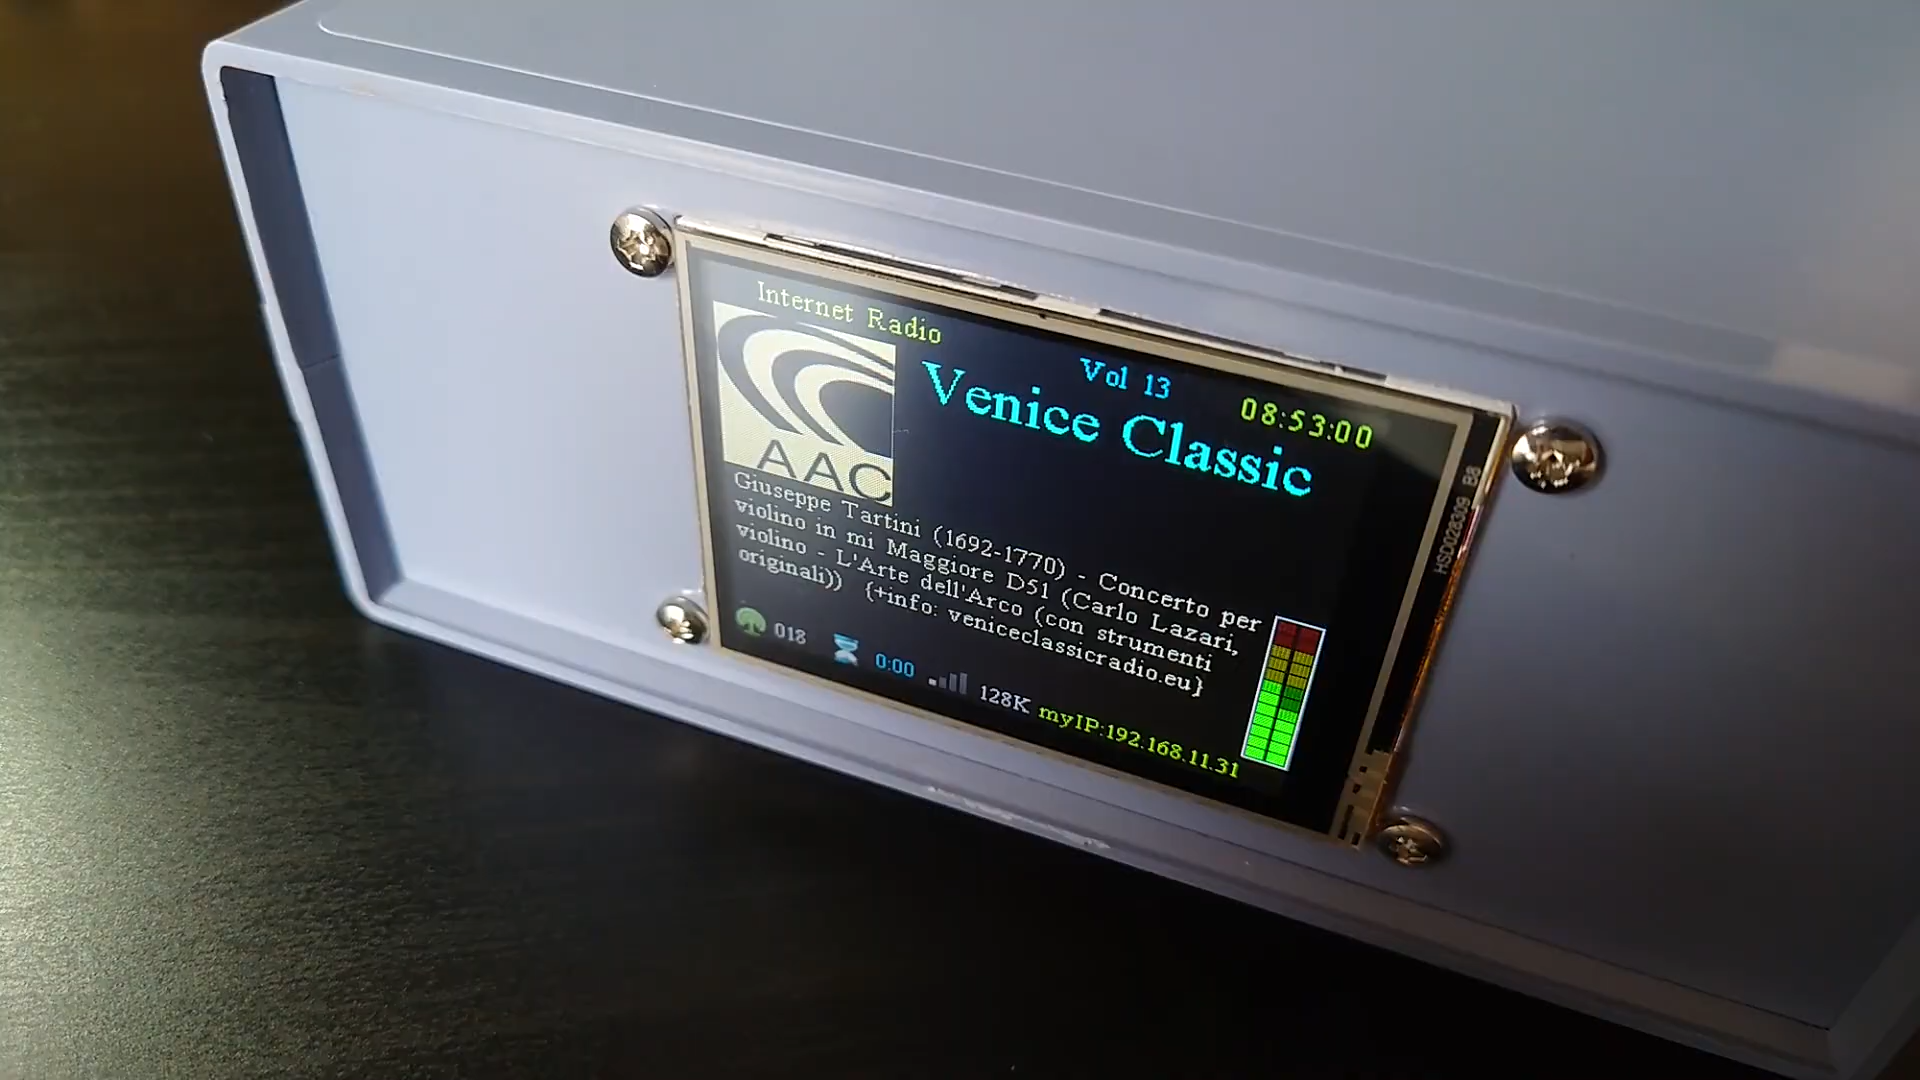 Internet Radio
Vol 13
08:53:00
Venice Classic
AAC
Giuseppe Tartini (1692-1770) - Concerto per
violino in mi Maggiore D51 (Carlo Lazari,
violino - L'Arte dell'Arco (con strumenti
originali)) {+info: veniceclassicradio.eu}
018
0:00
128K
myIP:192.168.11.31
HSD028309 B8